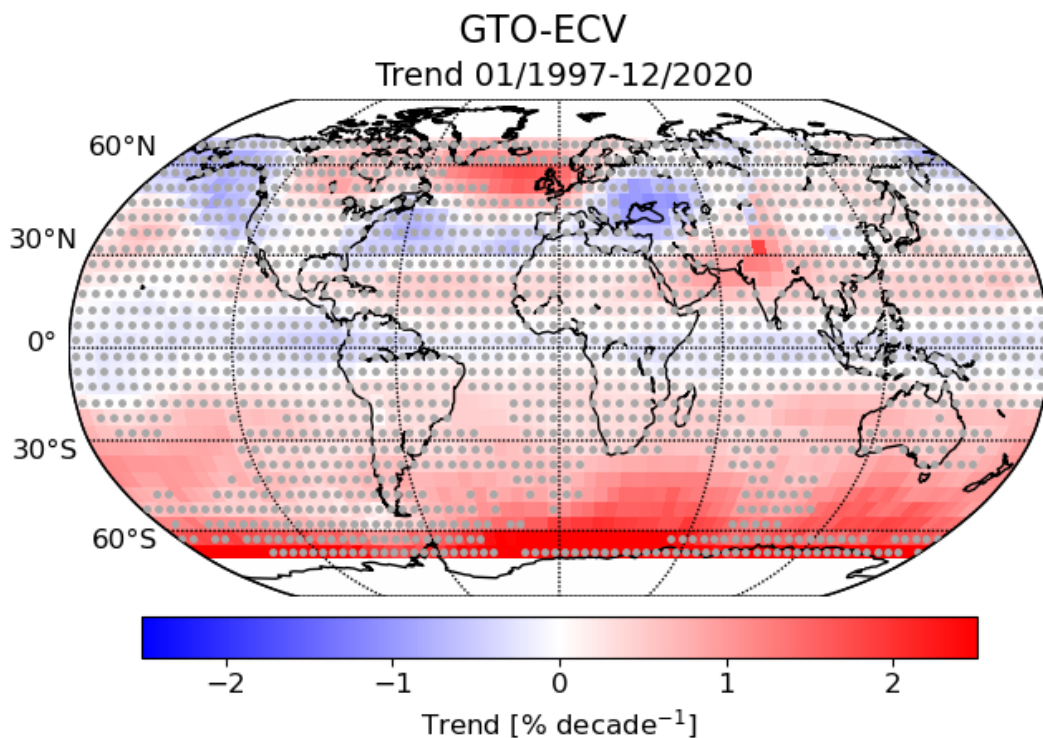 GTO-ECV
Trend 01/1997-12/2020
60°N
30°N
0°
30°S
60°S
−2 −1 0 1 2
Trend [% decade⁻¹]